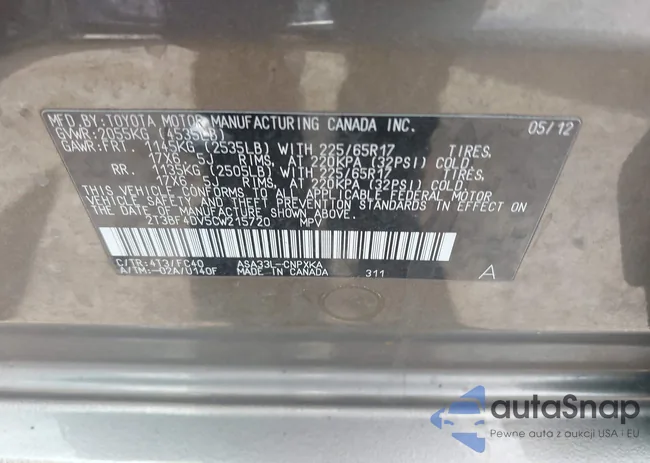 MFD.BY:TOYOTA MOTOR MANUFACTURING CANADA INC. 05/12
GVWR:2055KG (4535LB)
GAWR:FRT. 1145KG (2535LB) WITH 225/65R17 TIRES,
17X6.5J RIMS, AT 220KPA (32PSI) COLD.
RR. 1135KG (2505LB) WITH 225/65R17 TIRES,
17X6.5J RIMS, AT 220KPA (32PSI) COLD.
THIS VEHICLE CONFORMS TO ALL APPLICABLE FEDERAL MOTOR
VEHICLE SAFETY AND THEFT PREVENTION STANDARDS IN EFFECT ON
THE DATE OF MANUFACTURE SHOWN ABOVE.
2T3BF4DV5CW215720 MPV
C/TR:4T3/FC40 ASA33L-CNPXKA
A/TM:-02A/U140F MADE IN CANADA 311 A
autoSnap
Pewne auta z aukcji USA i EU